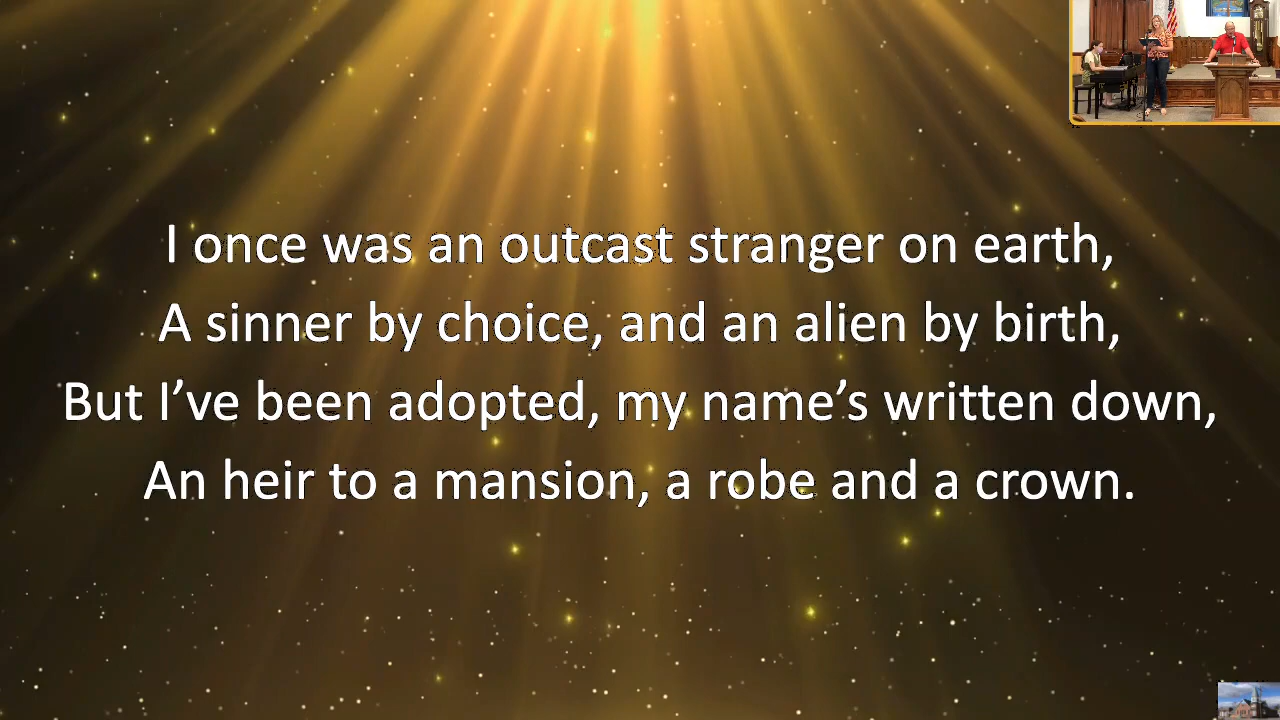 I once was an outcast stranger on earth,
A sinner by choice, and an alien by birth,
But I’ve been adopted, my name’s written down,
An heir to a mansion, a robe and a crown.